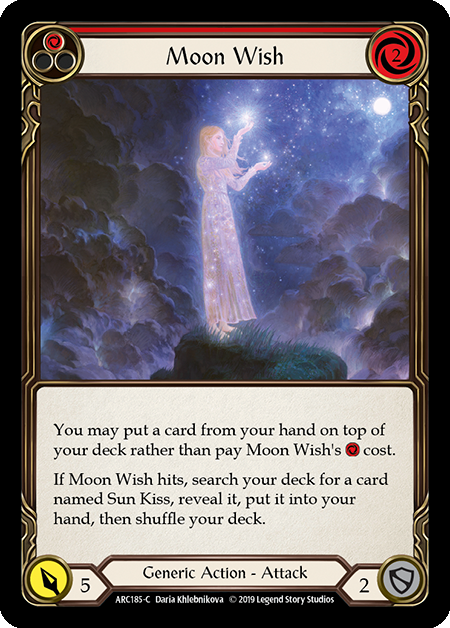 Moon Wish
2
You may put a card from your hand on top of
your deck rather than pay Moon Wish's cost.
If Moon Wish hits, search your deck for a card
named Sun Kiss, reveal it, put it into your
hand, then shuffle your deck.
5
Generic Action - Attack
2
ARC185-C Daria Khlebnikova © 2019 Legend Story Studios